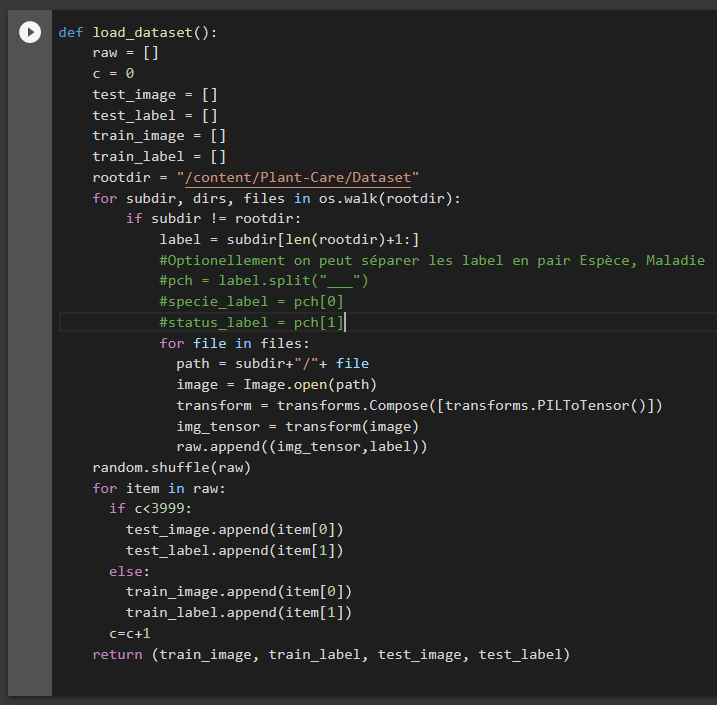 def load_dataset():
    raw = []
    c = 0
    test_image = []
    test_label = []
    train_image = []
    train_label = []
    rootdir = "/content/Plant-Care/Dataset"
    for subdir, dirs, files in os.walk(rootdir):
        if subdir != rootdir:
            label = subdir[len(rootdir)+1:]
            #Optionellement on peut séparer les label en pair Espèce, Maladie
            #pch = label.split("___")
            #specie_label = pch[0]
            #status_label = pch[1]
            for file in files:
              path = subdir+"/"+ file
              image = Image.open(path)
              transform = transforms.Compose([transforms.PILToTensor()])
              img_tensor = transform(image)
              raw.append((img_tensor,label))
    random.shuffle(raw)
    for item in raw:
      if c<3999:
        test_image.append(item[0])
        test_label.append(item[1])
      else:
        train_image.append(item[0])
        train_label.append(item[1])
      c=c+1
    return (train_image, train_label, test_image, test_label)